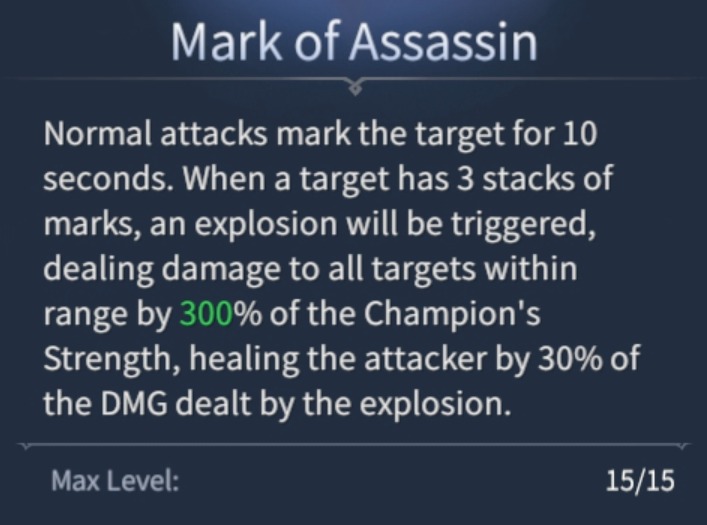 Mark of Assassin
Normal attacks mark the target for 10
seconds. When a target has 3 stacks of
marks, an explosion will be triggered,
dealing damage to all targets within
range by 300% of the Champion's
Strength, healing the attacker by 30% of
the DMG dealt by the explosion.
Max Level: 15/15